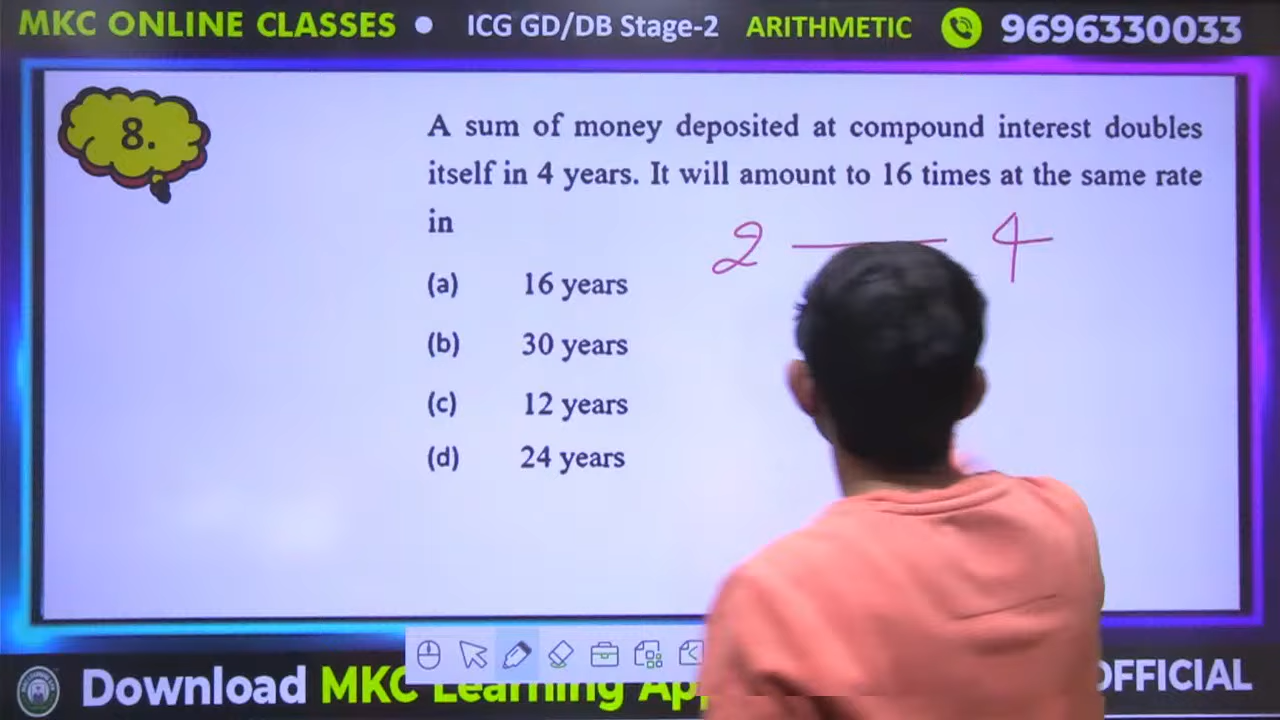 MKC ONLINE CLASSES • ICG GD/DB Stage-2 ARITHMETIC 9696330033
8.
A sum of money deposited at compound interest doubles
itself in 4 years. It will amount to 16 times at the same rate
in
2 — 4
(a) 16 years
(b) 30 years
(c) 12 years
(d) 24 years
Download MKC Learning App OFFICIAL